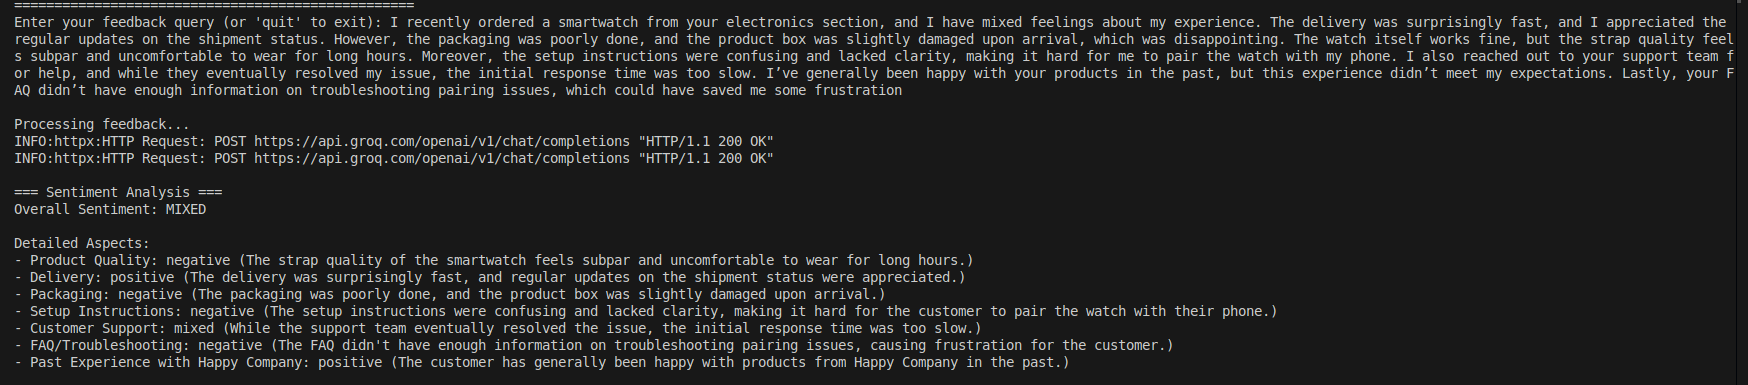 ==================================================
Enter your feedback query (or 'quit' to exit): I recently ordered a smartwatch from your electronics section, and I have mixed feelings about my experience. The delivery was surprisingly fast, and I appreciated the
regular updates on the shipment status. However, the packaging was poorly done, and the product box was slightly damaged upon arrival, which was disappointing. The watch itself works fine, but the strap quality feel
s subpar and uncomfortable to wear for long hours. Moreover, the setup instructions were confusing and lacked clarity, making it hard for me to pair the watch with my phone. I also reached out to your support team f
or help, and while they eventually resolved my issue, the initial response time was too slow. I’ve generally been happy with your products in the past, but this experience didn’t meet my expectations. Lastly, your F
AQ didn’t have enough information on troubleshooting pairing issues, which could have saved me some frustration
Processing feedback...
INFO:httpx:HTTP Request: POST https://api.groq.com/openai/v1/chat/completions "HTTP/1.1 200 OK"
INFO:httpx:HTTP Request: POST https://api.groq.com/openai/v1/chat/completions "HTTP/1.1 200 OK"
=== Sentiment Analysis ===
Overall Sentiment: MIXED
Detailed Aspects:
- Product Quality: negative (The strap quality of the smartwatch feels subpar and uncomfortable to wear for long hours.)
- Delivery: positive (The delivery was surprisingly fast, and regular updates on the shipment status were appreciated.)
- Packaging: negative (The packaging was poorly done, and the product box was slightly damaged upon arrival.)
- Setup Instructions: negative (The setup instructions were confusing and lacked clarity, making it hard for the customer to pair the watch with their phone.)
- Customer Support: mixed (While the support team eventually resolved the issue, the initial response time was too slow.)
- FAQ/Troubleshooting: negative (The FAQ didn't have enough information on troubleshooting pairing issues, causing frustration for the customer.)
- Past Experience with Happy Company: positive (The customer has generally been happy with products from Happy Company in the past.)